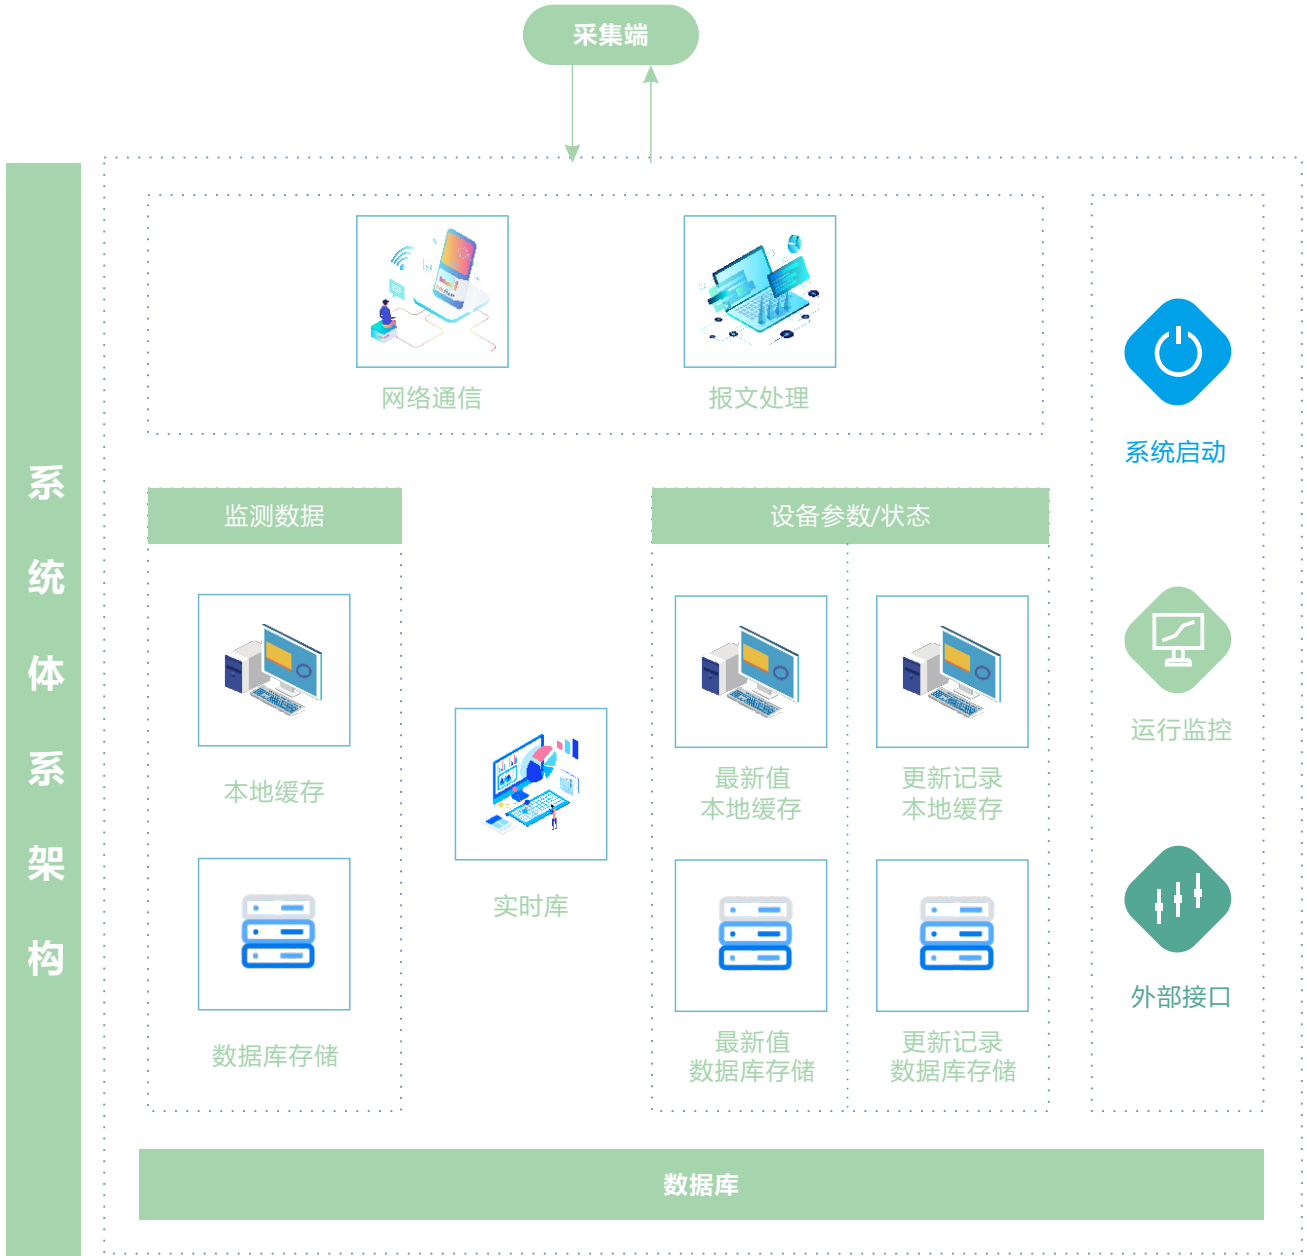 采集端
系统体系架构
网络通信
报文处理
系统启动
监测数据
设备参数/状态
本地缓存
最新值
本地缓存
更新记录
本地缓存
运行监控
实时库
数据库存储
最新值
数据库存储
更新记录
数据库存储
外部接口
数据库